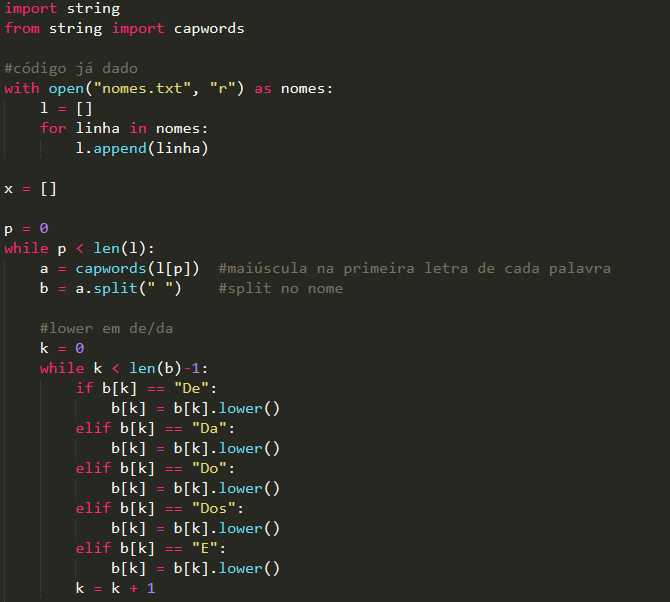 import string
from string import capwords
#código já dado
with open("nomes.txt", "r") as nomes:
    l = []
    for linha in nomes:
        l.append(linha)
x = []
p = 0
while p < len(l):
    a = capwords(l[p])  #maiúscula na primeira letra de cada palavra
    b = a.split(" ")    #split no nome
    #lower em de/da
    k = 0
    while k < len(b)-1:
        if b[k] == "De":
            b[k] = b[k].lower()
        elif b[k] == "Da":
            b[k] = b[k].lower()
        elif b[k] == "Do":
            b[k] = b[k].lower()
        elif b[k] == "Dos":
            b[k] = b[k].lower()
        elif b[k] == "E":
            b[k] = b[k].lower()
        k = k + 1